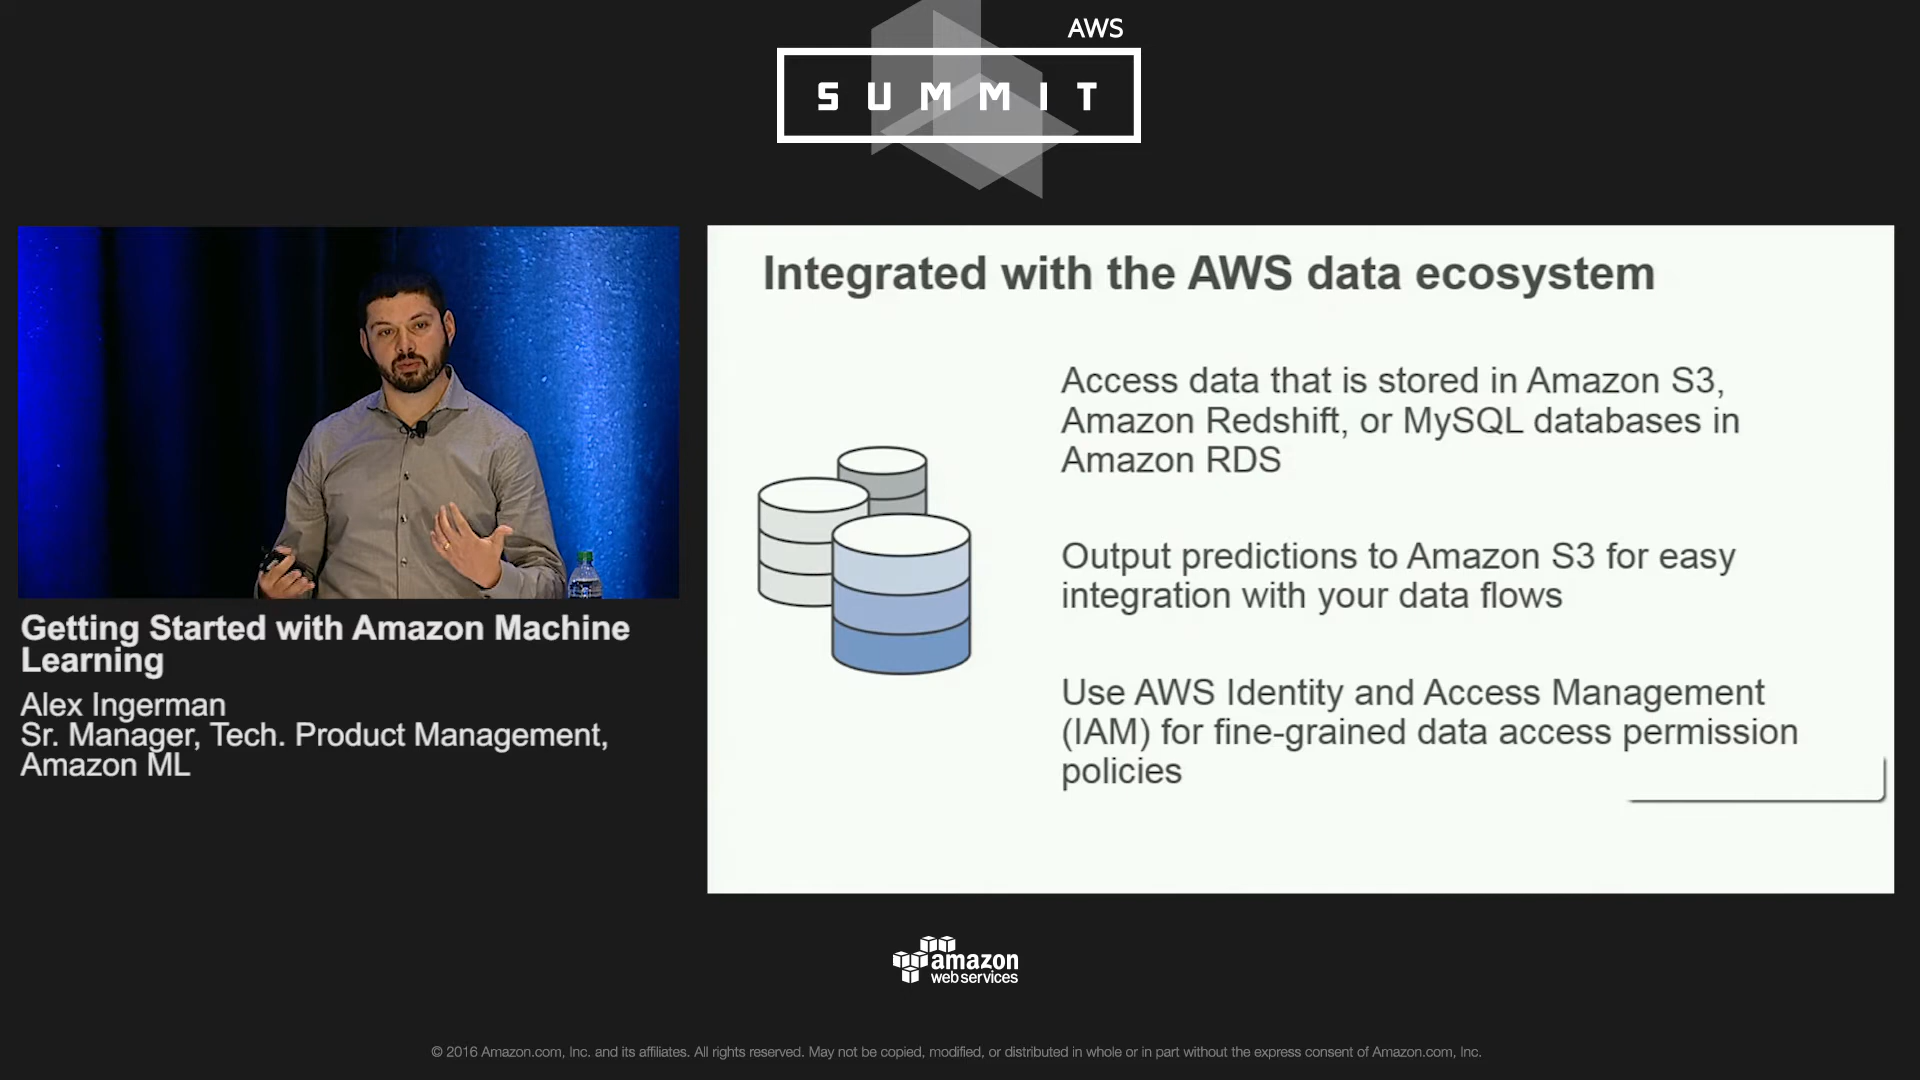 AWS
SUMMIT
Integrated with the AWS data ecosystem
Access data that is stored in Amazon S3,
Amazon Redshift, or MySQL databases in
Amazon RDS
Output predictions to Amazon S3 for easy
integration with your data flows
Use AWS Identity and Access Management
(IAM) for fine-grained data access permission
policies
Getting Started with Amazon Machine
Learning
Alex Ingerman
Sr. Manager, Tech. Product Management,
Amazon ML
amazon
webservices
© 2016 Amazon.com, Inc. and its affiliates. All rights reserved. May not be copied, modified, or distributed in whole or in part without the express consent of Amazon.com, Inc.